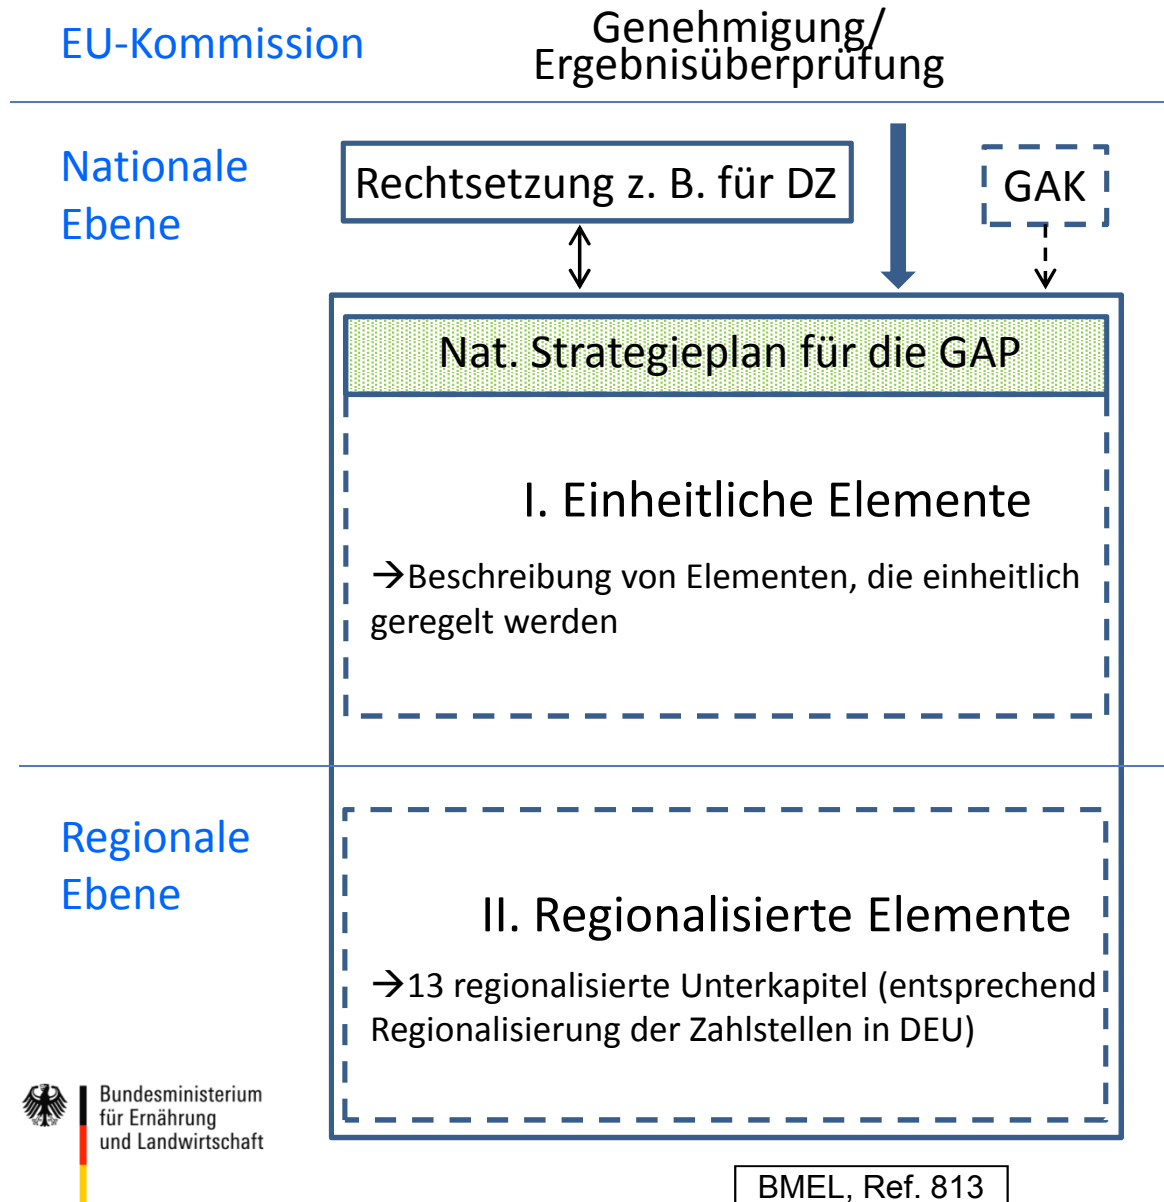 EU-Kommission
Genehmigung/
Ergebnisüberprüfung
Nationale
Ebene
Rechtsetzung z. B. für DZ
GAK
Nat. Strategieplan für die GAP
I. Einheitliche Elemente
→Beschreibung von Elementen, die einheitlich
geregelt werden
Regionale
Ebene
II. Regionalisierte Elemente
→13 regionalisierte Unterkapitel (entsprechend
Regionalisierung der Zahlstellen in DEU)
Bundesministerium
für Ernährung
und Landwirtschaft
BMEL, Ref. 813